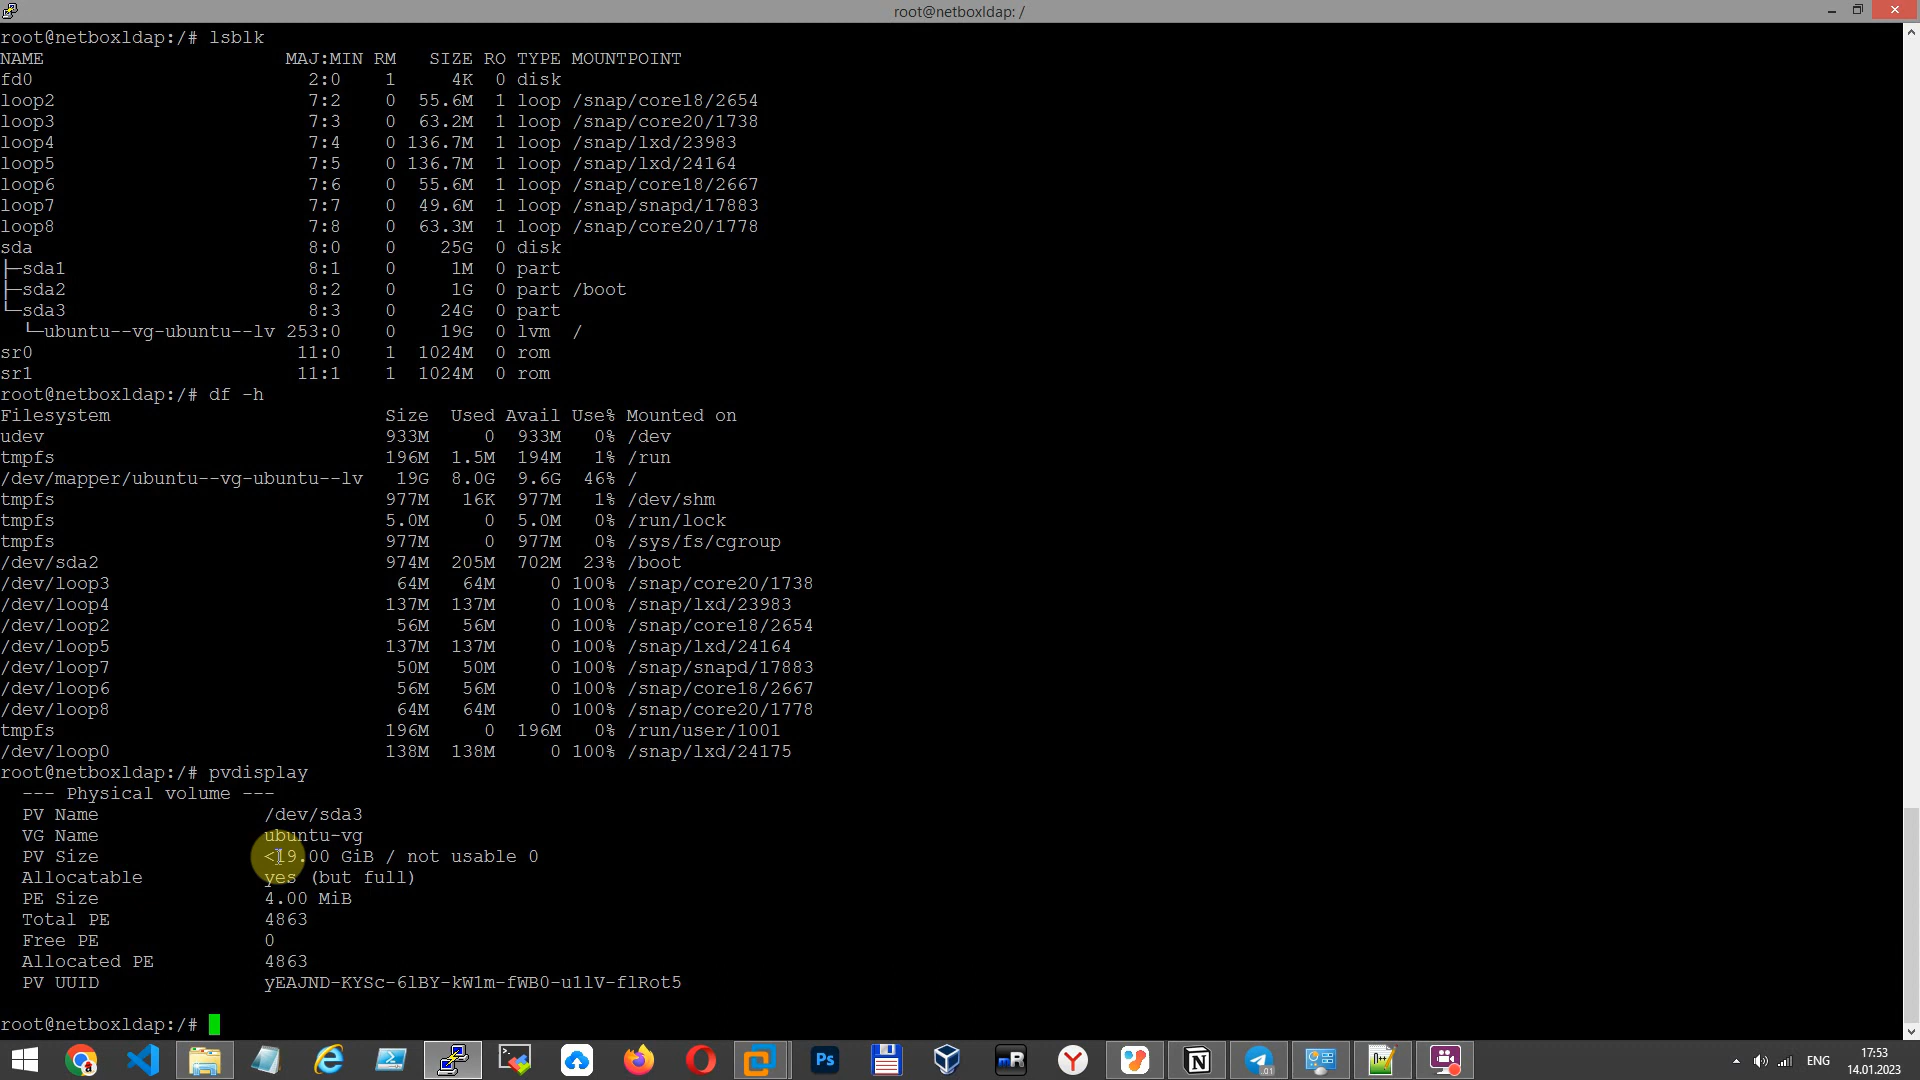 root@netboxldap: /
root@netboxldap:/# lsblk
NAME MAJ:MIN RM SIZE RO TYPE MOUNTPOINT
fd0 2:0 1 4K 0 disk
loop2 7:2 0 55.6M 1 loop /snap/core18/2654
loop3 7:3 0 63.2M 1 loop /snap/core20/1738
loop4 7:4 0 136.7M 1 loop /snap/lxd/23983
loop5 7:5 0 136.7M 1 loop /snap/lxd/24164
loop6 7:6 0 55.6M 1 loop /snap/core18/2667
loop7 7:7 0 49.6M 1 loop /snap/snapd/17883
loop8 7:8 0 63.3M 1 loop /snap/core20/1778
sda 8:0 0 25G 0 disk
├─sda1 8:1 0 1M 0 part
├─sda2 8:2 0 1G 0 part /boot
└─sda3 8:3 0 24G 0 part
└─ubuntu--vg-ubuntu--lv 253:0 0 19G 0 lvm /
sr0 11:0 1 1024M 0 rom
sr1 11:1 1 1024M 0 rom
root@netboxldap:/# df -h
Filesystem Size Used Avail Use% Mounted on
udev 933M 0 933M 0% /dev
tmpfs 196M 1.5M 194M 1% /run
/dev/mapper/ubuntu--vg-ubuntu--lv 19G 8.0G 9.6G 46% /
tmpfs 977M 16K 977M 1% /dev/shm
tmpfs 5.0M 0 5.0M 0% /run/lock
tmpfs 977M 0 977M 0% /sys/fs/cgroup
/dev/sda2 974M 205M 702M 23% /boot
/dev/loop3 64M 64M 0 100% /snap/core20/1738
/dev/loop4 137M 137M 0 100% /snap/lxd/23983
/dev/loop2 56M 56M 0 100% /snap/core18/2654
/dev/loop5 137M 137M 0 100% /snap/lxd/24164
/dev/loop7 50M 50M 0 100% /snap/snapd/17883
/dev/loop6 56M 56M 0 100% /snap/core18/2667
/dev/loop8 64M 64M 0 100% /snap/core20/1778
tmpfs 196M 0 196M 0% /run/user/1001
/dev/loop0 138M 138M 0 100% /snap/lxd/24175
root@netboxldap:/# pvdisplay
--- Physical volume ---
PV Name /dev/sda3
VG Name ubuntu-vg
PV Size <19.00 GiB / not usable 0
Allocatable yes (but full)
PE Size 4.00 MiB
Total PE 4863
Free PE 0
Allocated PE 4863
PV UUID yEAJND-KYSc-6lBY-kW1m-fWB0-u1lV-flRot5
root@netboxldap:/#
Ps mR Y N .01 ENG 17:53
14.01.2023